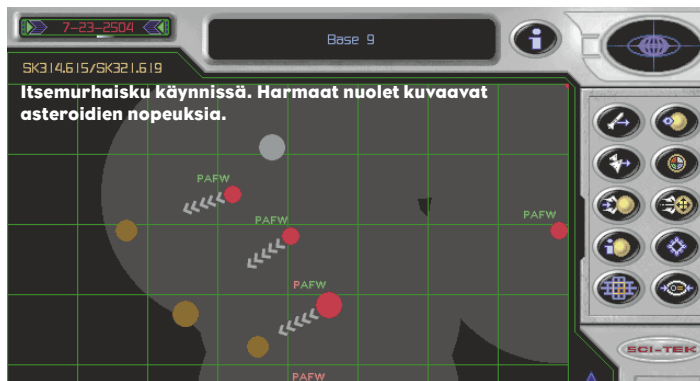 7-23-2504
Base 9
SK314.615/SK321.619
Itsemurhaisku käynnissä. Harmaat nuolet kuvaavat
asteroidien nopeuksia.
PAFW
PAFW
PAFW
PAFW
PAFW
SCI-TEK